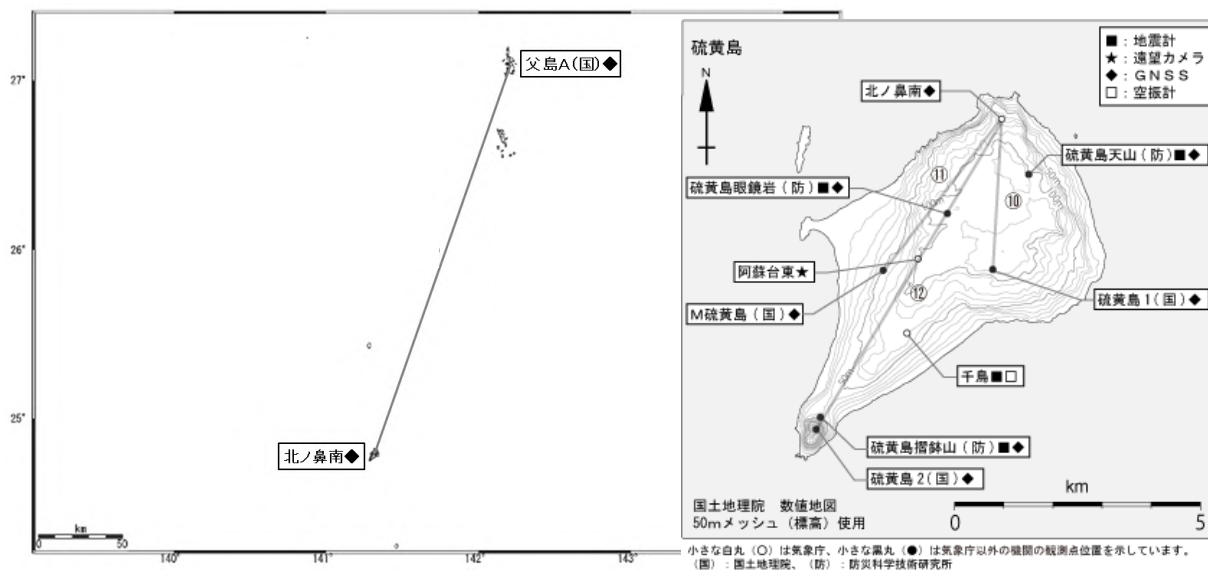 父島A(国)◆
27°
26°
25°
北ノ鼻南◆
km
0
50
140°
141°
142°
143°
硫黄島
N
■:地震計
★:遠望カメラ
◆:GNSS
□:空振計
北ノ鼻南◆
硫黄島天山(防)■◆
⑪
硫黄島眼鏡岩(防)■◆
⑩
阿蘇台東★
⑫
硫黄島1(国)◆
M硫黄島(国)◆
50m
千鳥■□
硫黄島摺鉢山(防)■◆
硫黄島2(国)◆
km
国土地理院 数値地図
50mメッシュ(標高)使用
0
5
小さな白丸(○)は気象庁、小さな黒丸(●)は気象庁以外の機関の観測点位置を示しています。
(国):国土地理院、(防):防災科学技術研究所